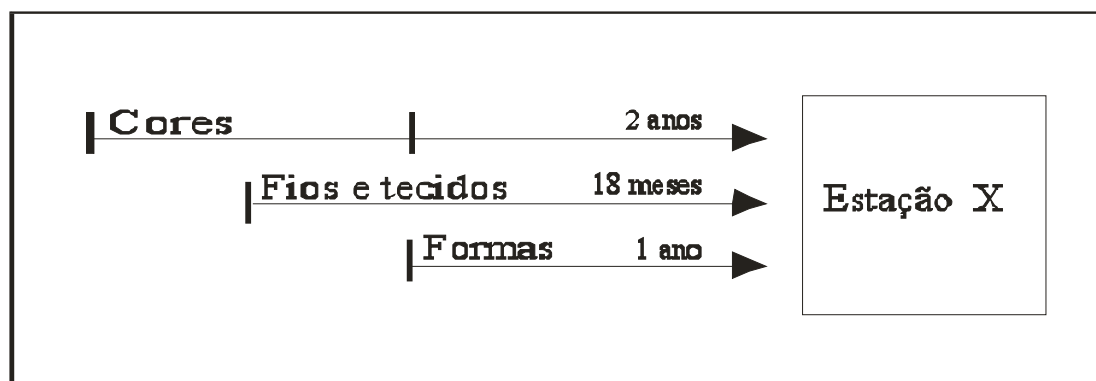 Cores 2 anos
Fios e tecidos 18 meses
Estação X
Formas 1 ano